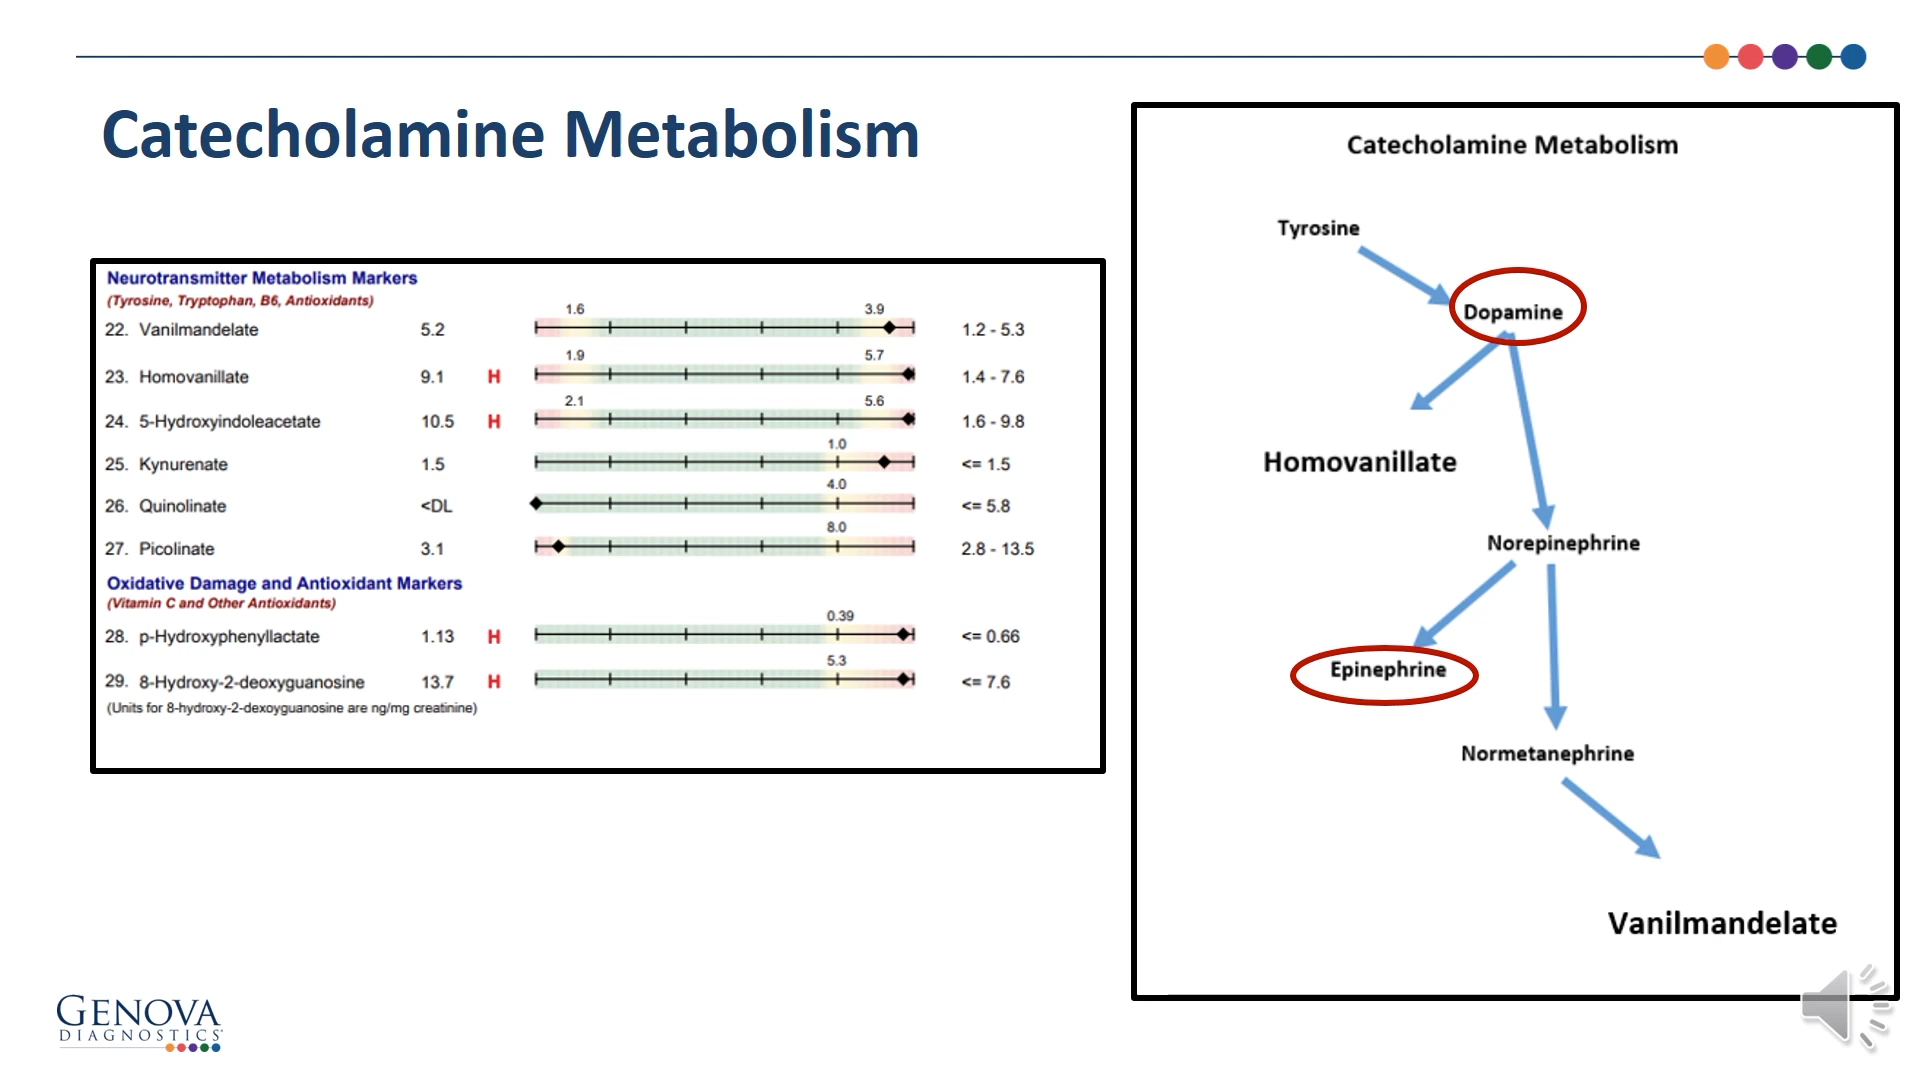 Catecholamine Metabolism
Neurotransmitter Metabolism Markers
(Tyrosine, Tryptophan, B6, Antioxidants)
1.6 3.9
22. Vanilmandelate 5.2 1.2 - 5.3
1.9 5.7
23. Homovanillate 9.1 H 1.4 - 7.6
2.1 5.6
24. 5-Hydroxyindoleacetate 10.5 H 1.6 - 9.8
1.0
25. Kynurenate 1.5 <= 1.5
4.0
26. Quinolinate <DL <= 5.8
8.0
27. Picolinate 3.1 2.8 - 13.5
Oxidative Damage and Antioxidant Markers
(Vitamin C and Other Antioxidants)
0.39
28. p-Hydroxyphenyllactate 1.13 H <= 0.66
5.3
29. 8-Hydroxy-2-deoxyguanosine 13.7 H <= 7.6
(Units for 8-hydroxy-2-dexoyguanosine are ng/mg creatinine)
Catecholamine Metabolism
Tyrosine
Dopamine
Homovanillate
Norepinephrine
Epinephrine
Normetanephrine
Vanilmandelate
GENOVA
DIAGNOSTICS